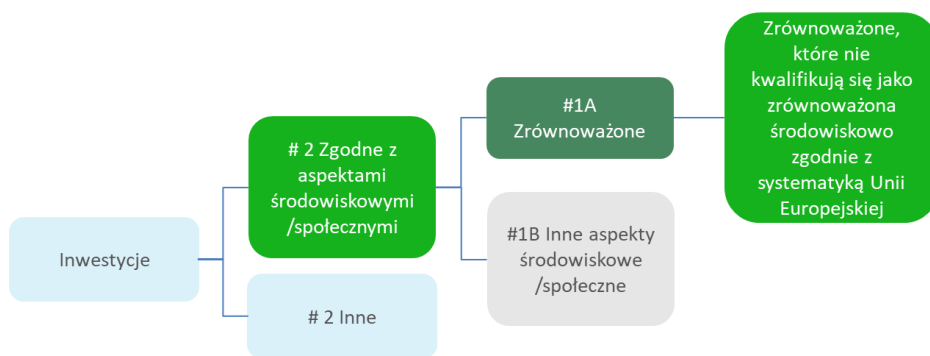 Inwestycje
# 2 Zgodne z
aspektami
środowiskowymi
/społecznymi
# 2 Inne
#1A
Zrównoważone
#1B Inne aspekty
środowiskowe
/społeczne
Zrównoważone,
które nie
kwalifikują się jako
zrównoważona
środowiskowo
zgodnie z
systematyką Unii
Europejskiej